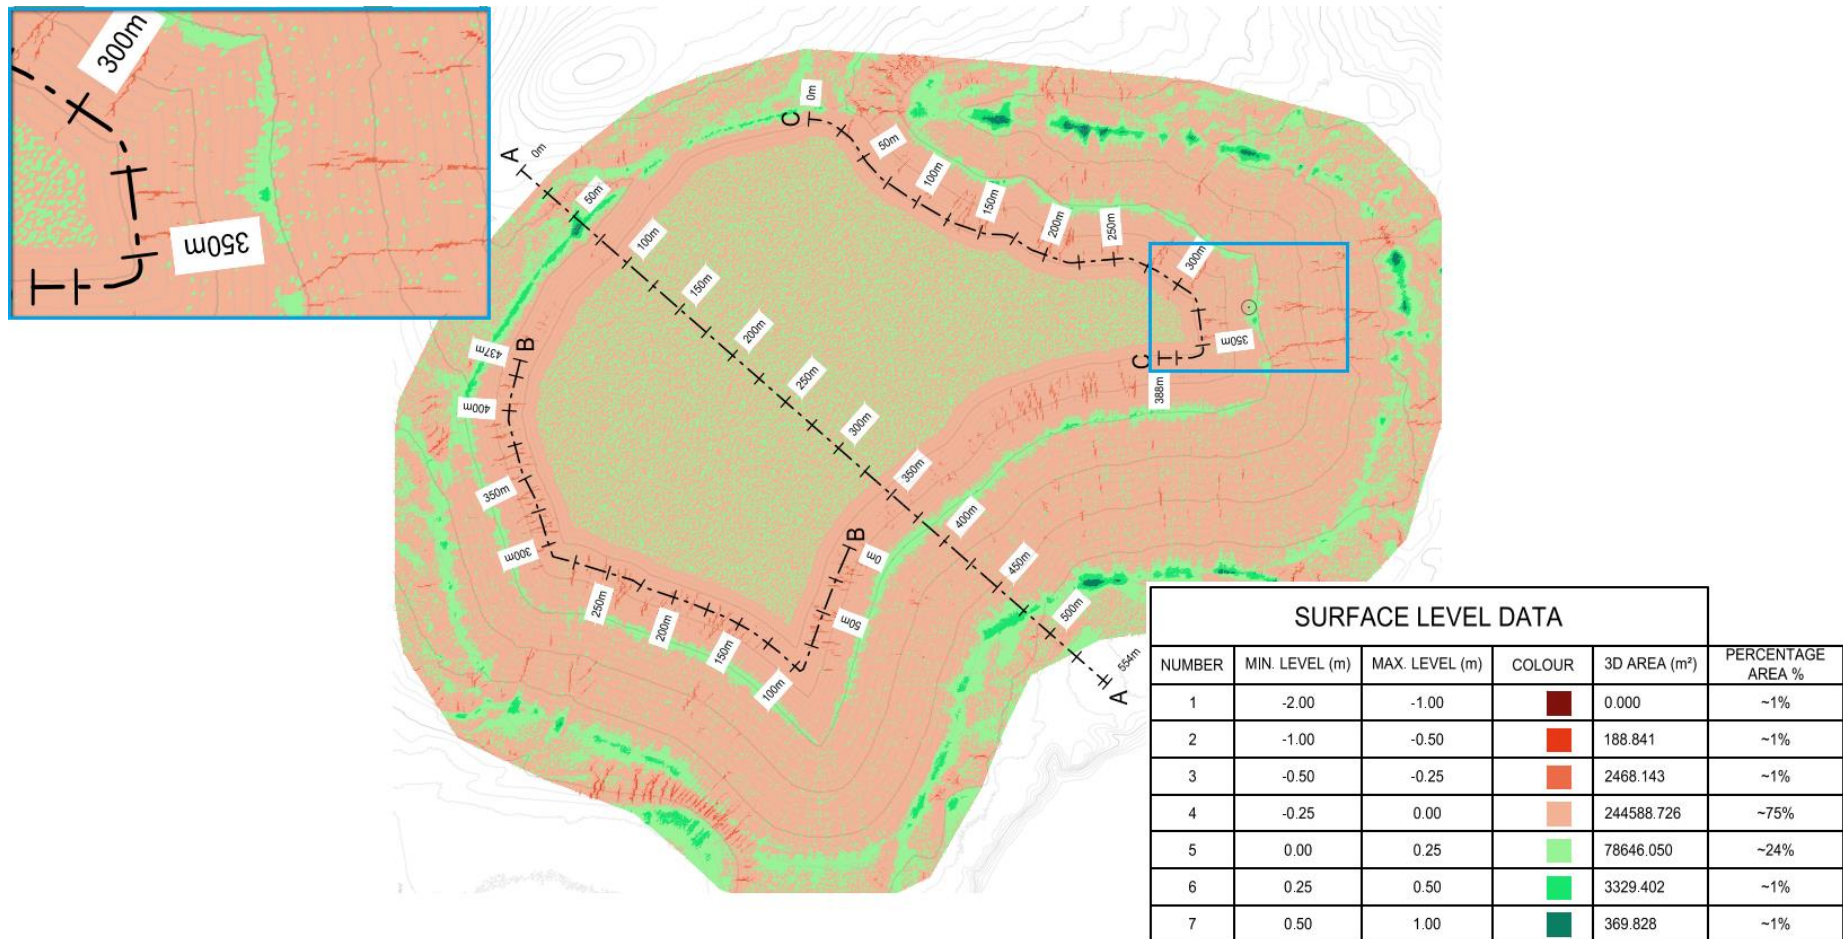 300m
350m
A
0m
50m
100m
150m
200m
250m
300m
350m
400m
450m
500m
554m
A
C
0m
50m
100m
150m
200m
250m
300m
350m
C
388m
B
437m
400m
350m
300m
250m
200m
150m
100m
50m
0m
B
SURFACE LEVEL DATA
NUMBER MIN. LEVEL (m) MAX. LEVEL (m) COLOUR 3D AREA (m²) PERCENTAGE AREA %
1 -2.00 -1.00 0.000 ~1%
2 -1.00 -0.50 188.841 ~1%
3 -0.50 -0.25 2468.143 ~1%
4 -0.25 0.00 244588.726 ~75%
5 0.00 0.25 78646.050 ~24%
6 0.25 0.50 3329.402 ~1%
7 0.50 1.00 369.828 ~1%